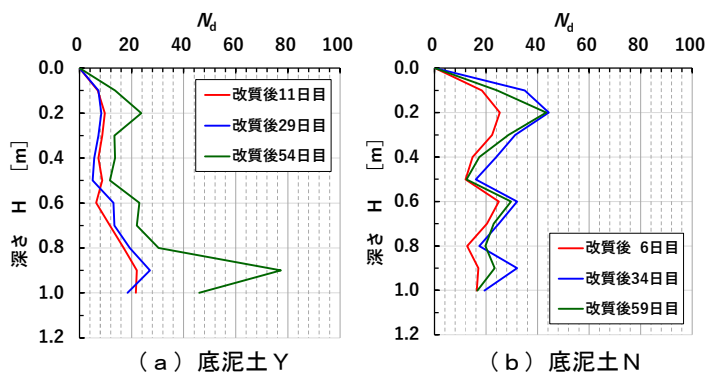 N_d
0 20 40 60 80 100
0.0
0.2
0.4
0.6
0.8
1.0
1.2
深さ H [m]
改質後11日目
改質後29日目
改質後54日目
（a）底泥土Y
N_d
0 20 40 60 80 100
0.0
0.2
0.4
0.6
0.8
1.0
1.2
深さ H [m]
改質後 6日目
改質後34日目
改質後59日目
（b）底泥土N